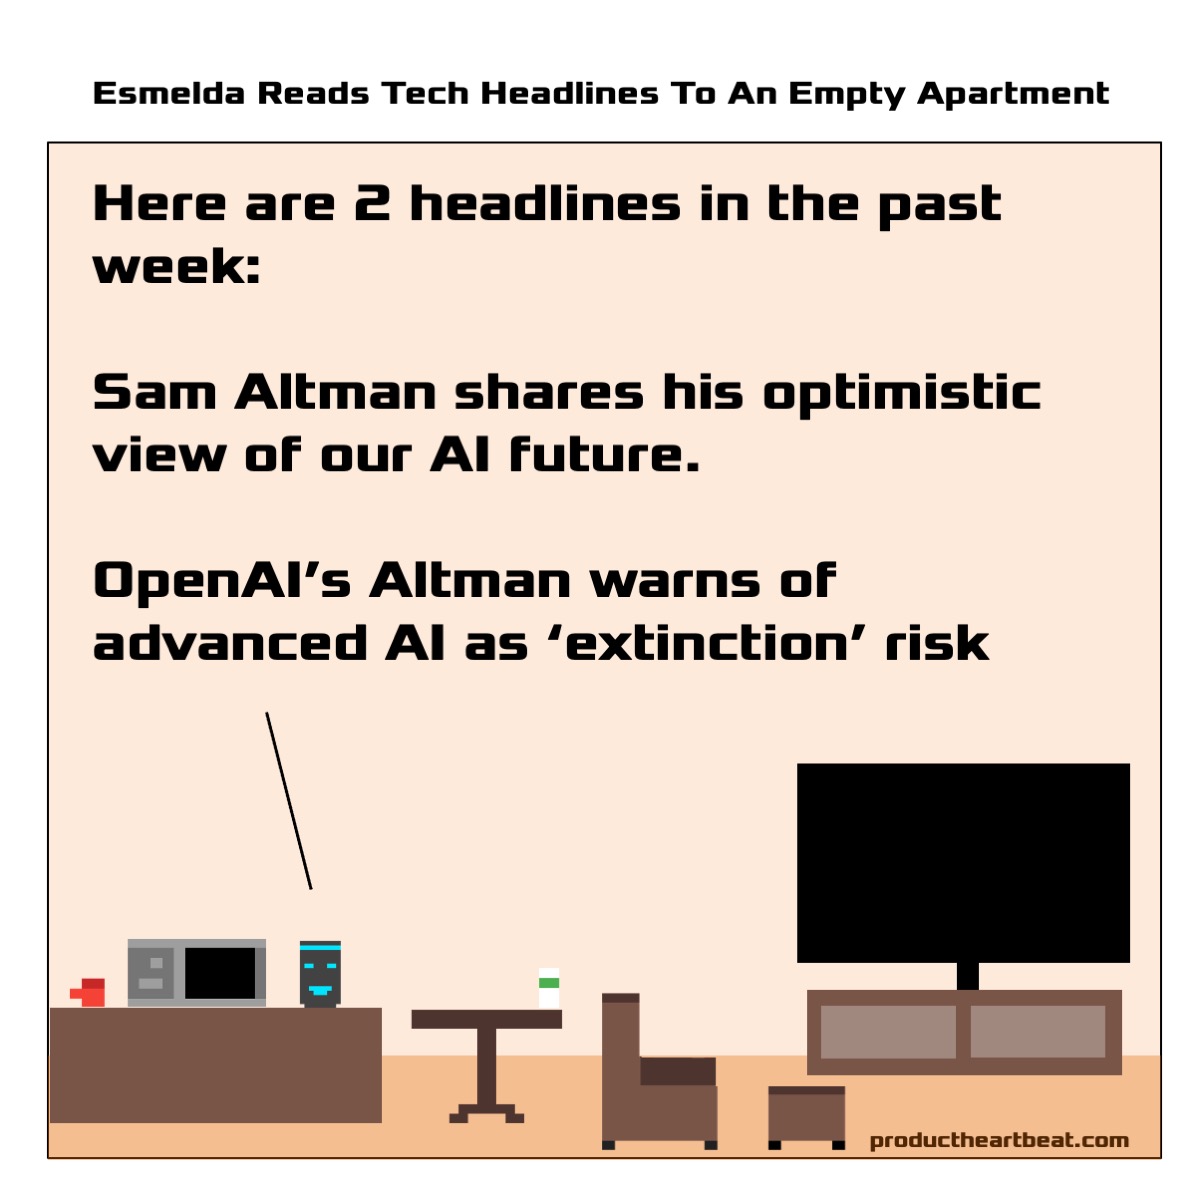 Esmelda Reads Tech Headlines To An Empty Apartment
Here are 2 headlines in the past
week:
Sam Altman shares his optimistic
view of our AI future.
OpenAI’s Altman warns of
advanced AI as ‘extinction’ risk
productheartbeat.com